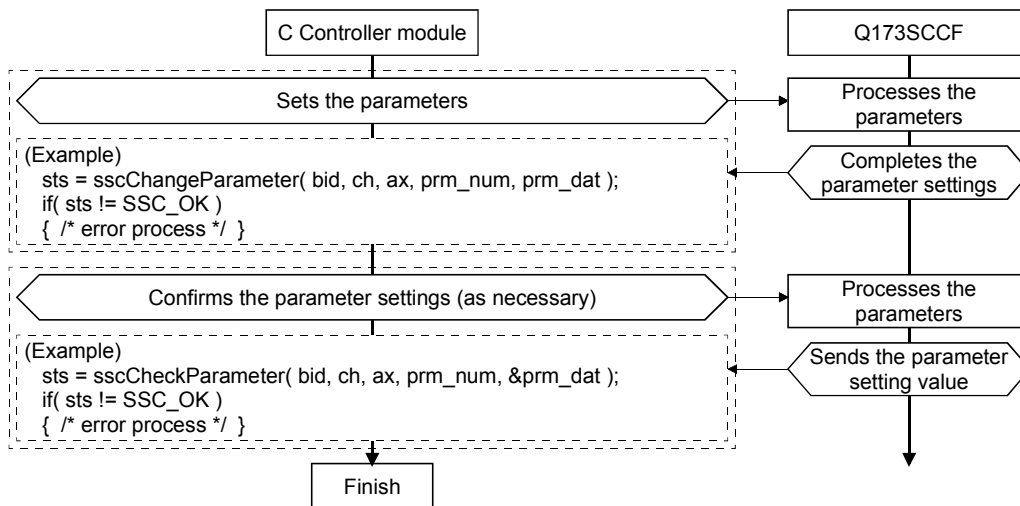 C Controller module
Q173SCCF
Sets the parameters
Processes the
parameters
(Example)
sts = sscChangeParameter( bid, ch, ax, prm_num, prm_dat );
if( sts != SSC_OK )
{  /* error process */  }
Completes the
parameter settings
Confirms the parameter settings (as necessary)
Processes the
parameters
(Example)
sts = sscCheckParameter( bid, ch, ax, prm_num, &prm_dat );
if( sts != SSC_OK )
{  /* error process */  }
Sends the parameter
setting value
Finish